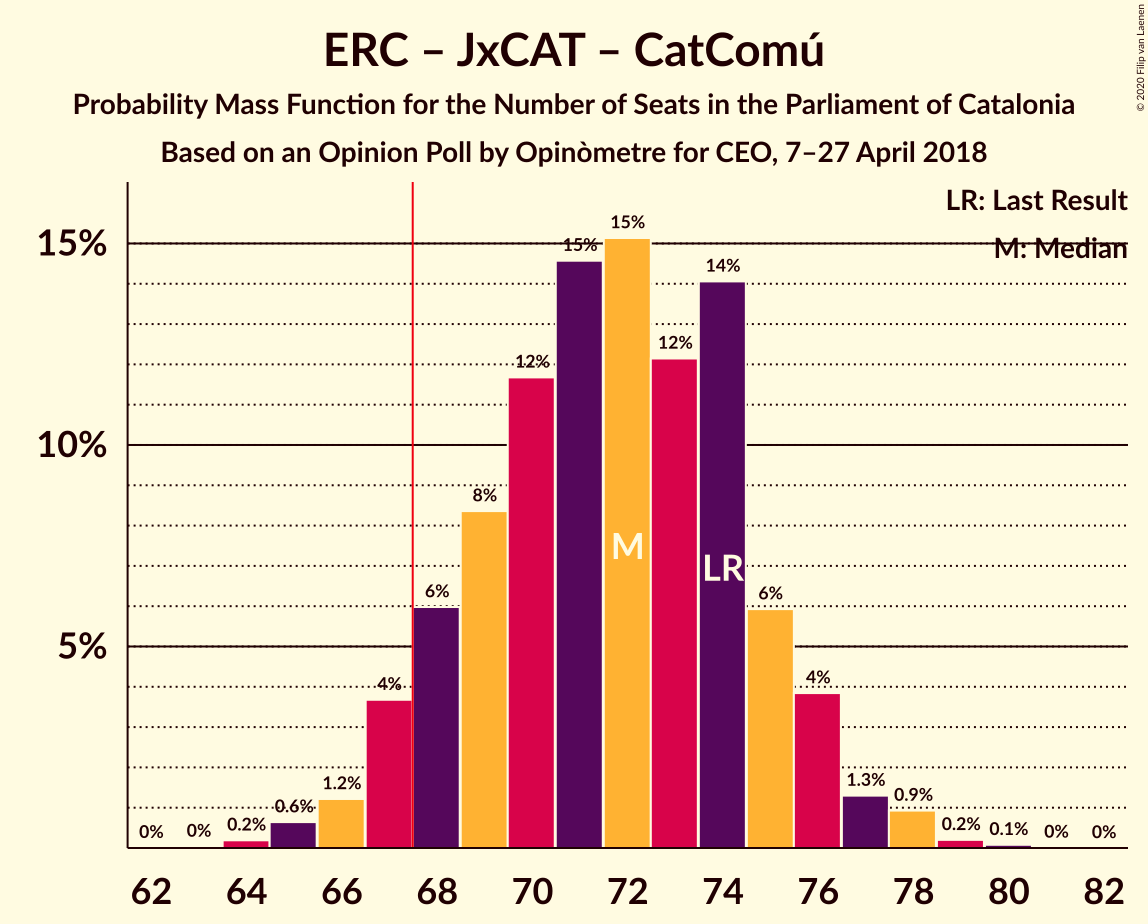 ERC – JxCAT – CatComú
Probability Mass Function for the Number of Seats in the Parliament of Catalonia
Based on an Opinion Poll by Opinòmetre for CEO, 7–27 April 2018
© 2020 Filip van Laenen
LR: Last Result
M: Median
15%
10%
5%
0% 0% 0.2% 0.6% 1.2% 4% 6% 8% 12% 15% 15% 12% 14% 6% 4% 1.3% 0.9% 0.2% 0.1% 0% 0%
M
LR
62 64 66 68 70 72 74 76 78 80 82